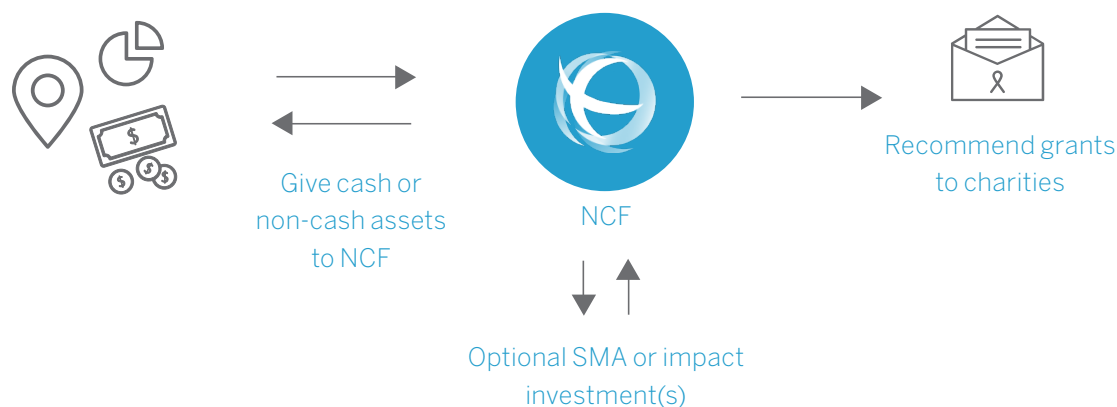 Give cash or
non-cash assets
to NCF
NCF
Recommend grants
to charities
Optional SMA or impact
investment(s)
$
$
$
$